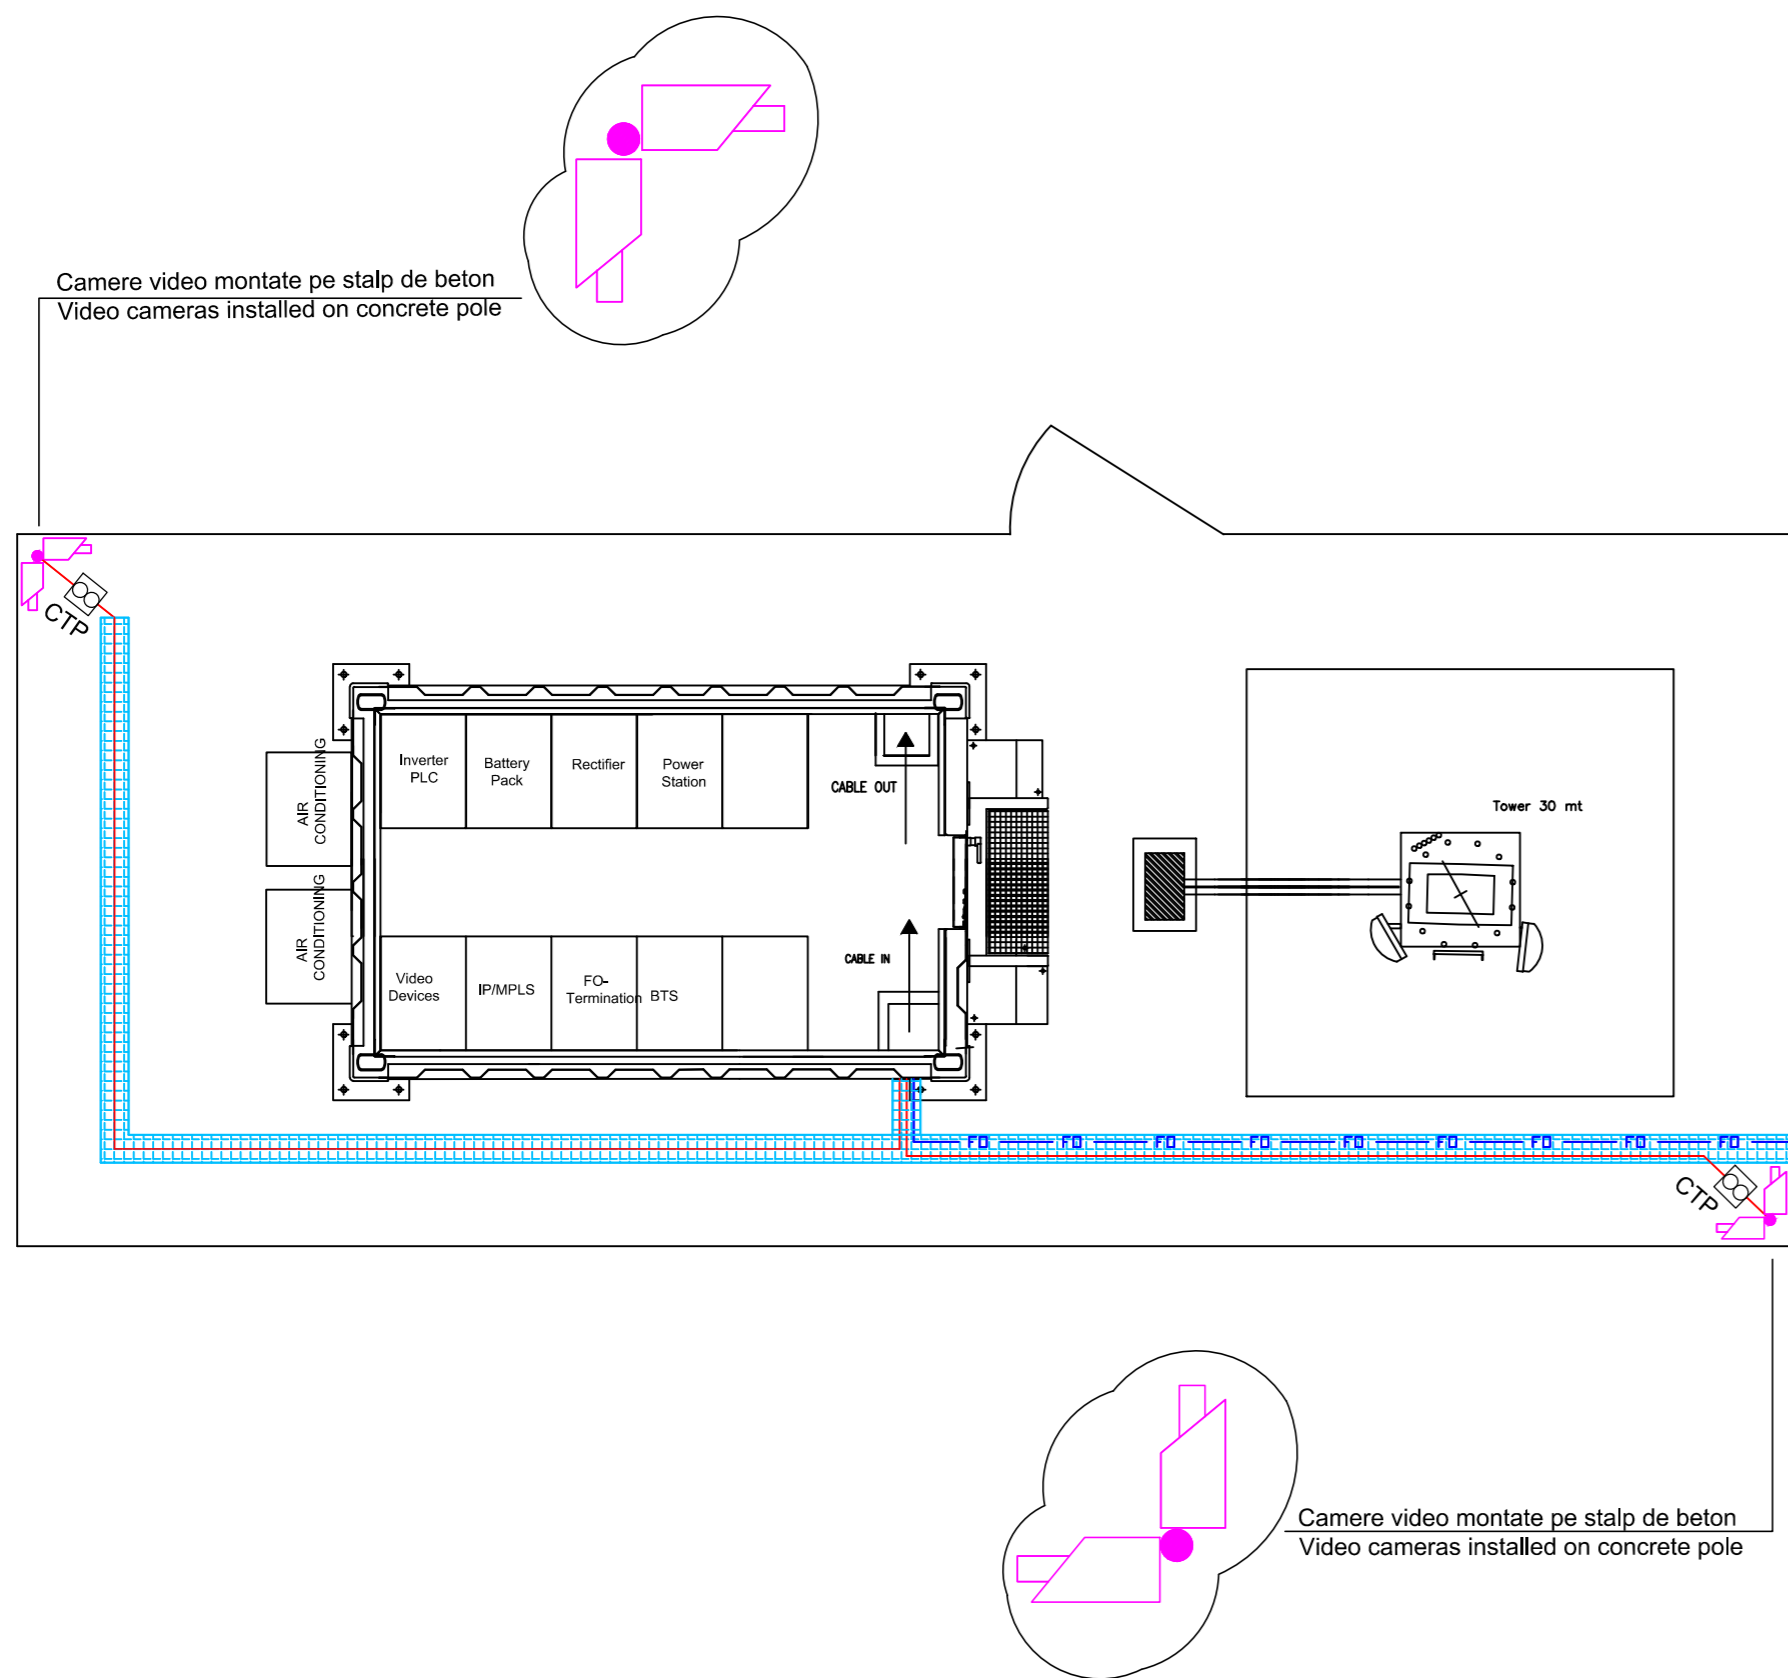 Camere video montate pe stalp de beton
Video cameras installed on concrete pole
CTP
AIR
CONDITIONING
Inverter
PLC
Battery
Pack
Rectifier
Power
Station
CABLE OUT
Tower 30 mt
AIR
CONDITIONING
CABLE IN
Video
Devices
IP/MPLS
FO-
Termination
BTS
FO
FO
FO
FO
FO
FO
FO
FO
FO
CTP
Camere video montate pe stalp de beton
Video cameras installed on concrete pole